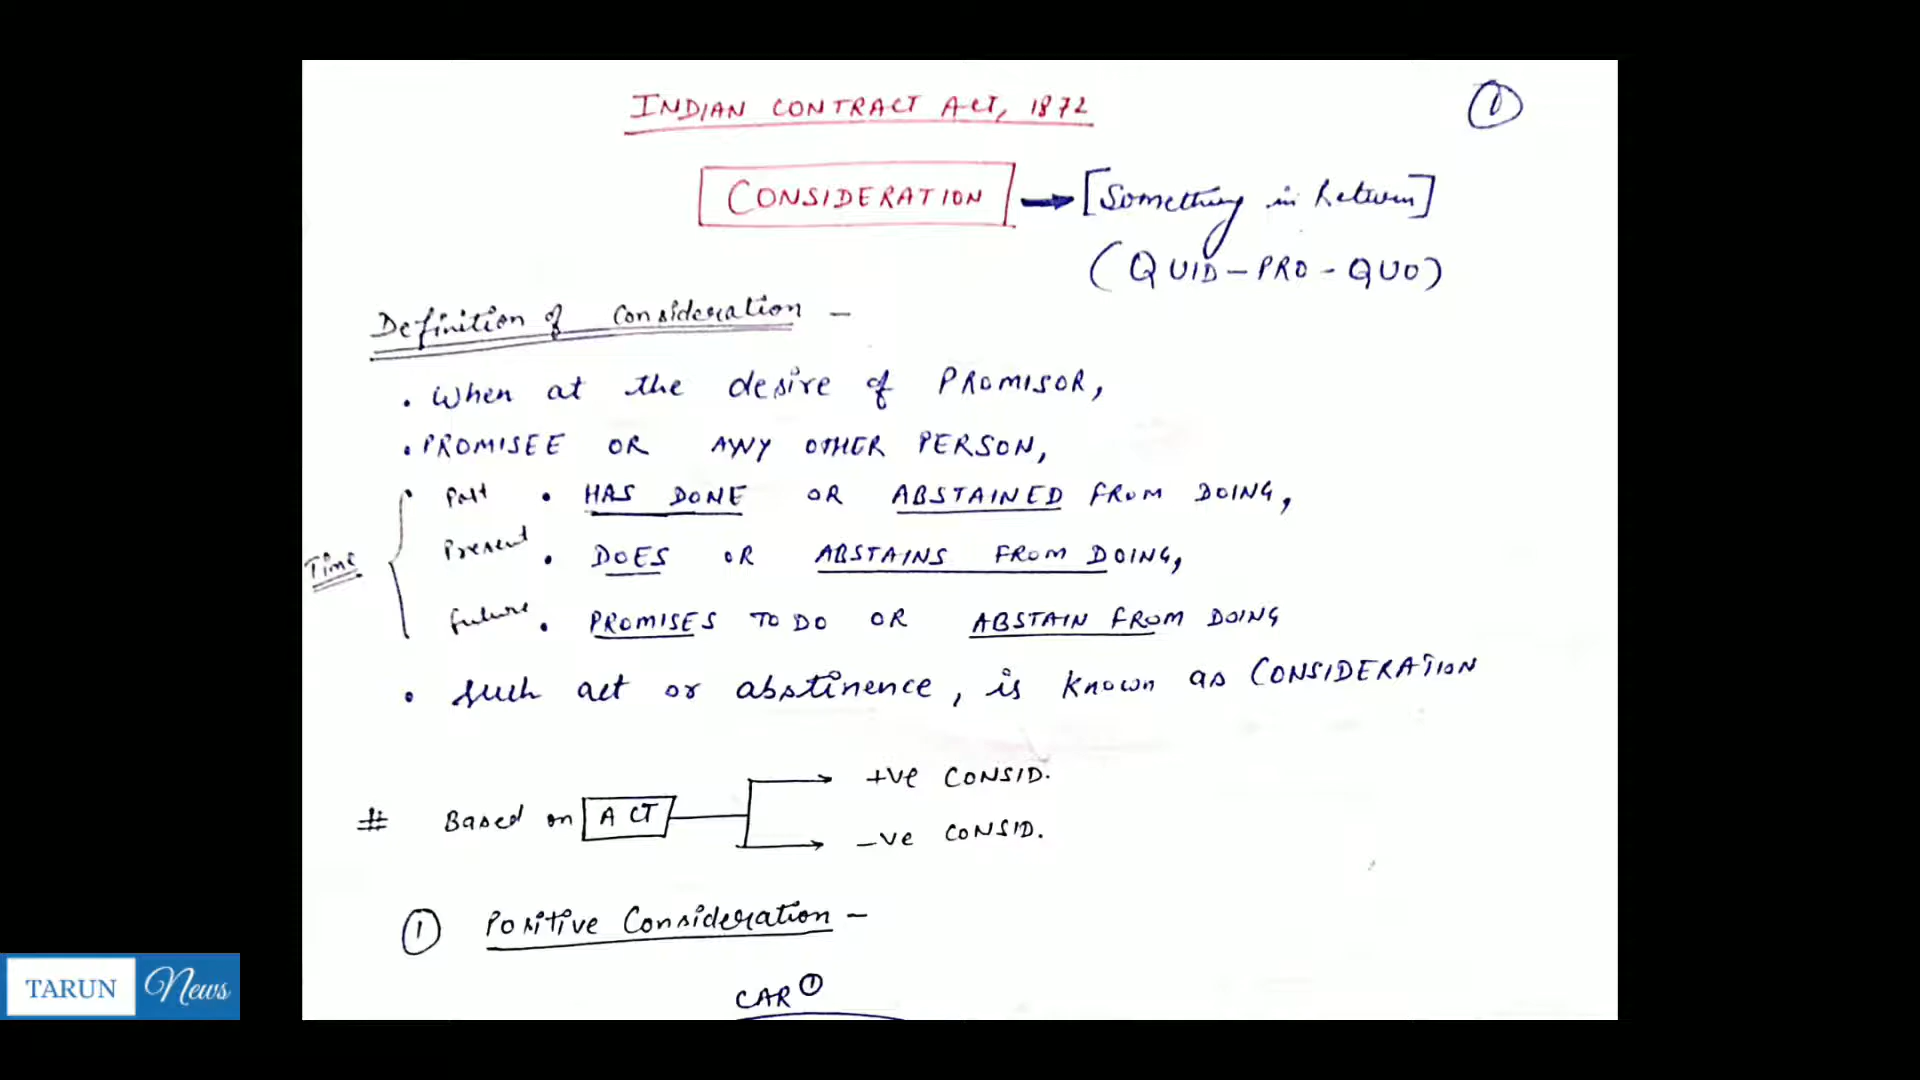 INDIAN CONTRACT ACT, 1872
①
CONSIDERATION → [Something in Return]
(QUID-PRO-QUO)
Definition of Consideration -
• When at the desire of PROMISOR,
• PROMISEE OR ANY OTHER PERSON,
Past • HAS DONE OR ABSTAINED FROM DOING,
Time Present • DOES OR ABSTAINS FROM DOING,
Future • PROMISES TO DO OR ABSTAIN FROM DOING
• Such act or abstinence, is known as CONSIDERATION
+ve CONSID.
# Based on ACT
-ve CONSID.
① Positive Consideration -
CAR ①
TARUN News